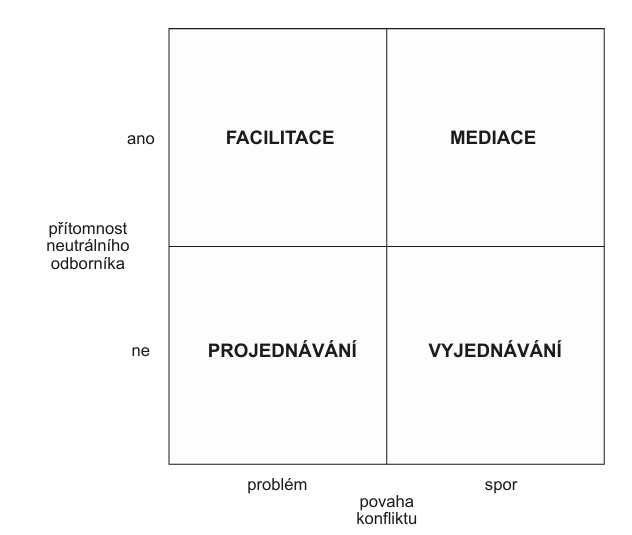 ano
FACILITACE
MEDIACE
přítomnost
neutrálního
odborníka
ne
PROJEDNÁVÁNÍ
VYJEDNÁVÁNÍ
problém
spor
povaha
konfliktu